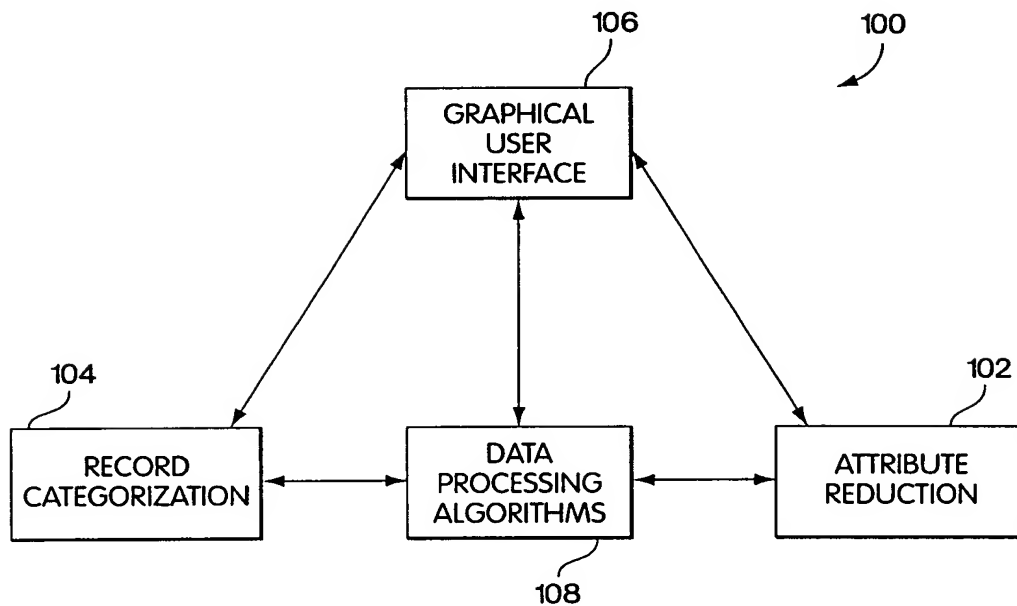 106
100
GRAPHICAL
USER
INTERFACE
104
102
RECORD
CATEGORIZATION
DATA
PROCESSING
ALGORITHMS
ATTRIBUTE
REDUCTION
108